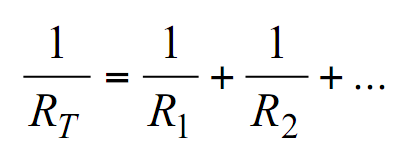 1/R_T = 1/R_1 + 1/R_2 + ...